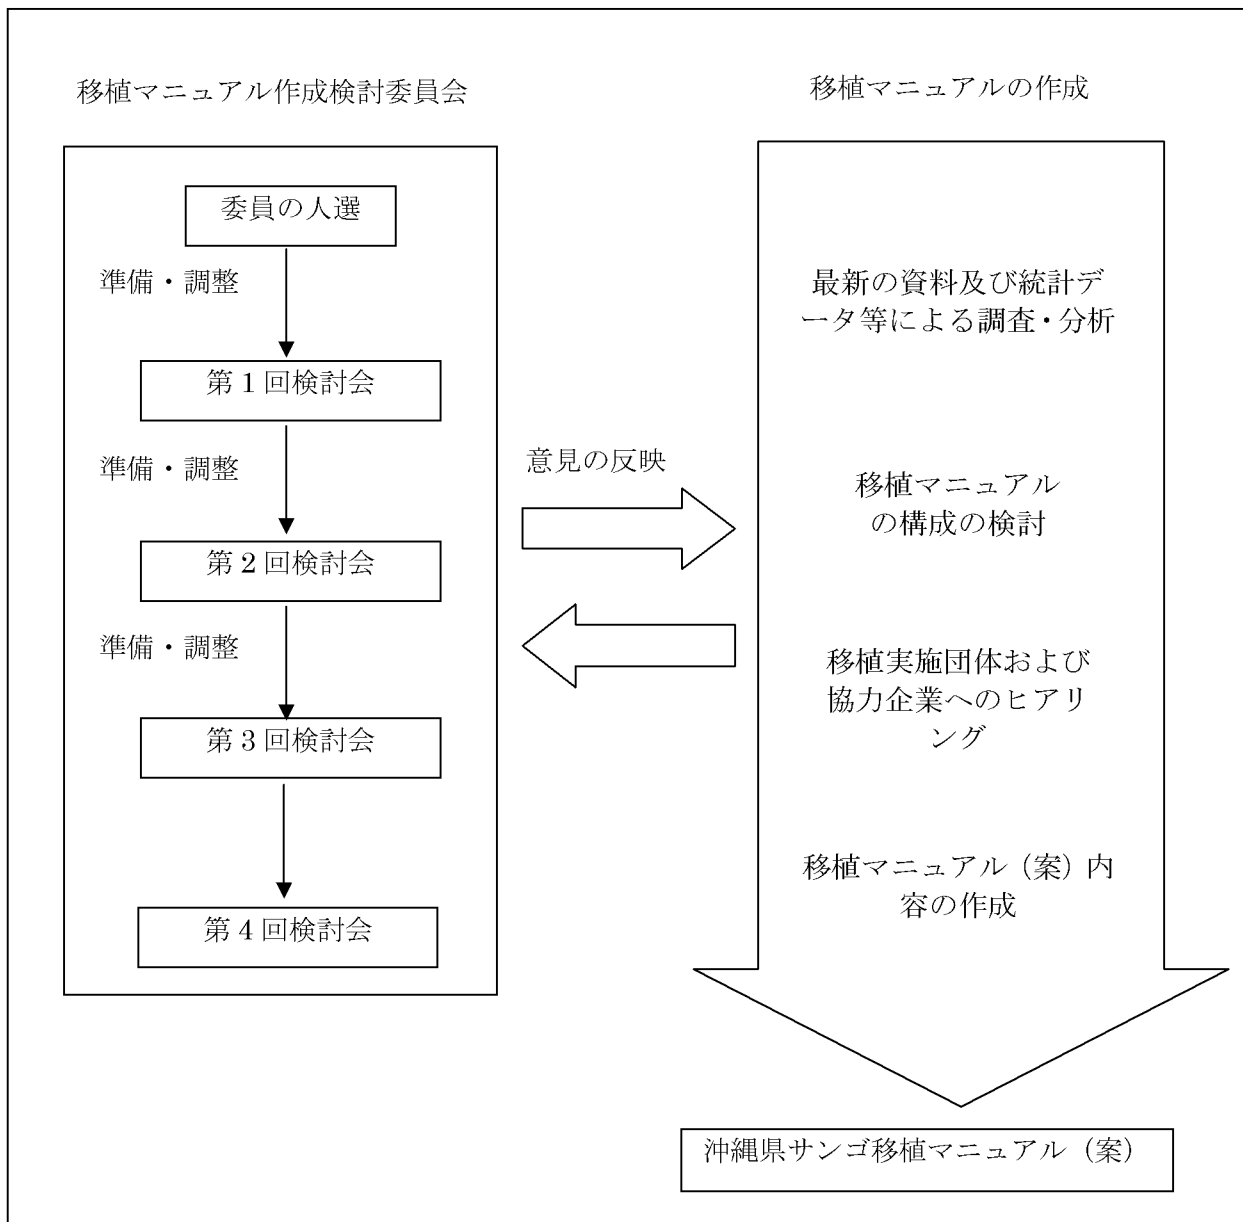 移植マニュアル作成検討委員会
委員の人選
準備・調整
第1回検討会
準備・調整
第2回検討会
準備・調整
第3回検討会
第4回検討会
意見の反映
移植マニュアルの作成
最新の資料及び統計デ
ータ等による調査・分析
移植マニュアル
の構成の検討
移植実施団体および
協力企業へのヒアリ
ング
移植マニュアル（案）内
容の作成
沖縄県サンゴ移植マニュアル（案）